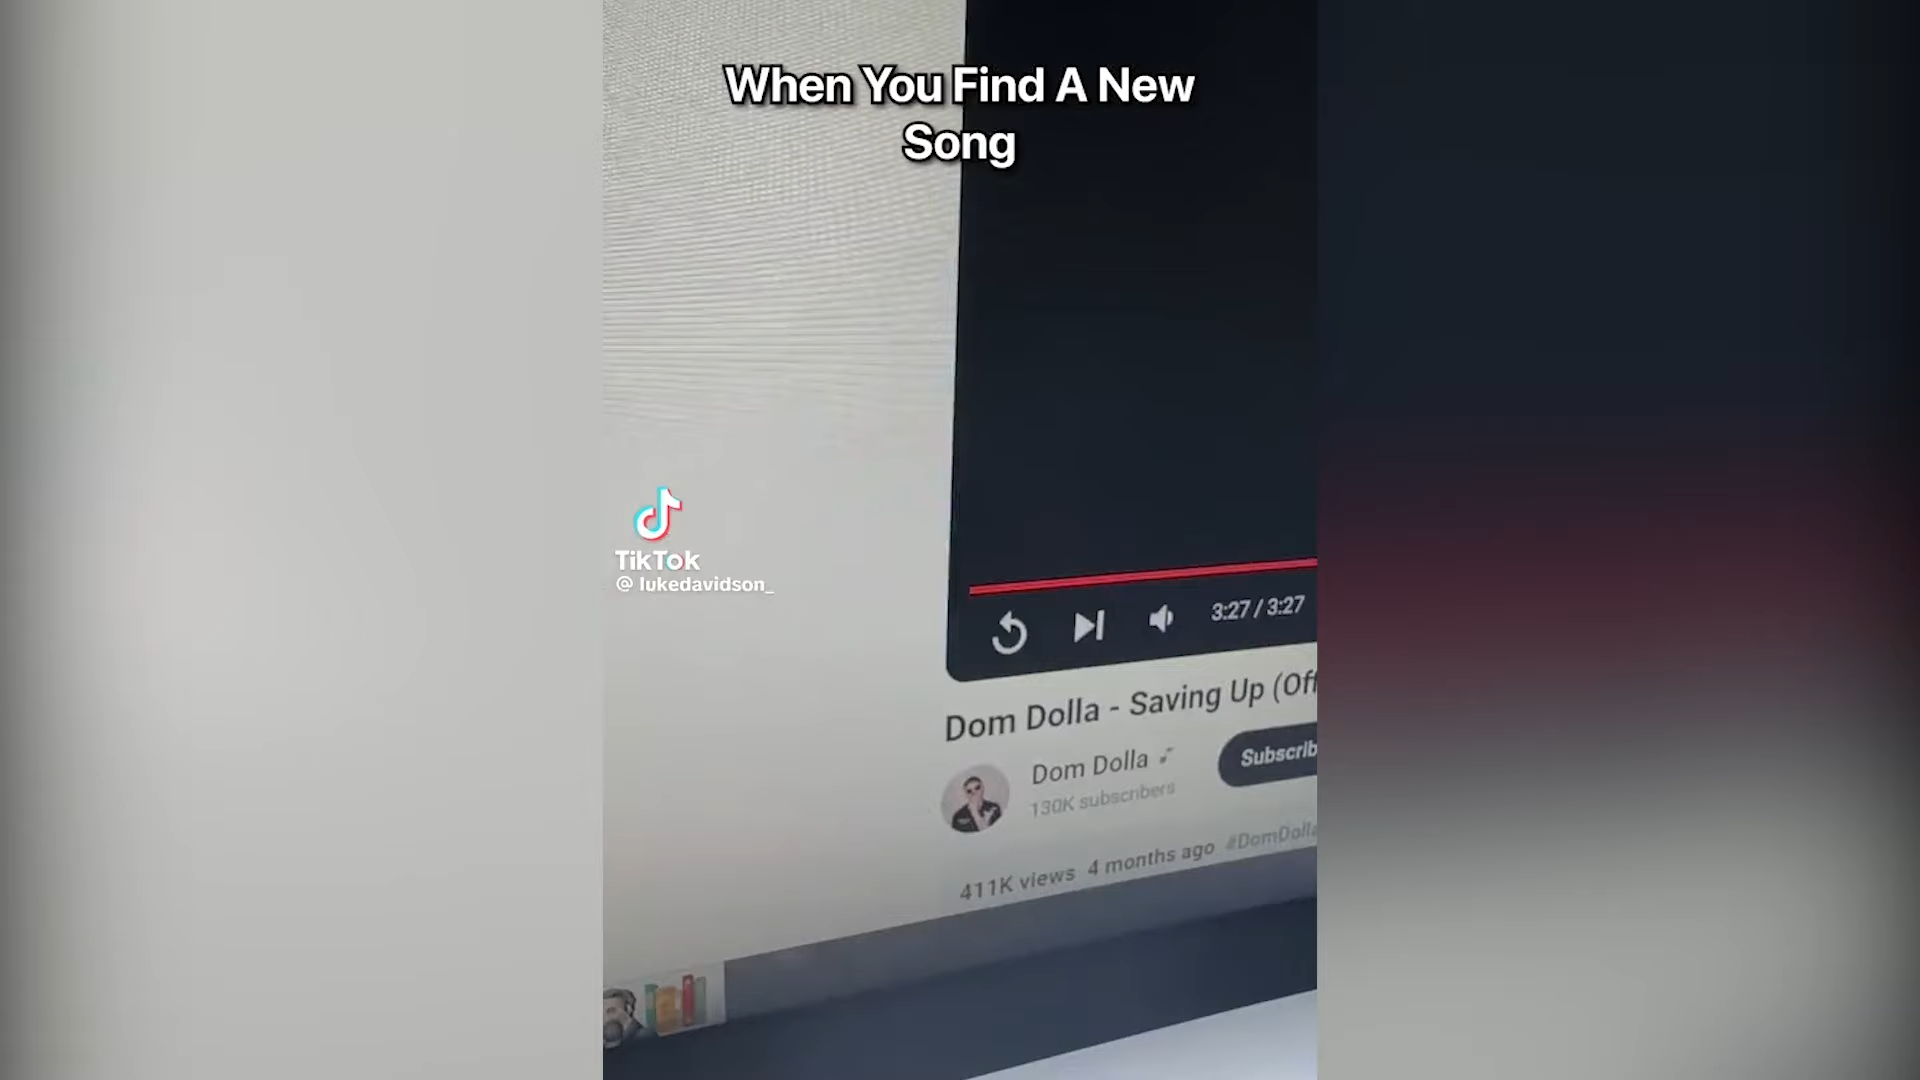 When You Find A New
Song
TikTok
@ lukedavidson_
3:27 / 3:27
Dom Dolla - Saving Up (Off
Dom Dolla
Subscrib
130K subscribers
411K views 4 months ago #DomDolla